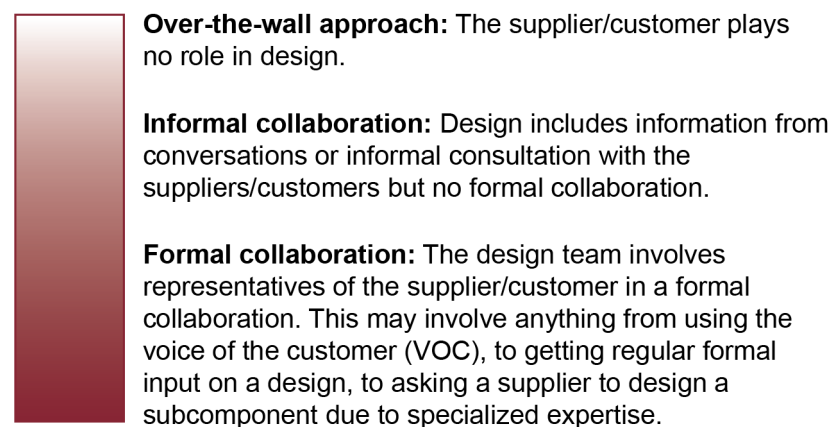 Over-the-wall approach: The supplier/customer plays
no role in design.
Informal collaboration: Design includes information from
conversations or informal consultation with the
suppliers/customers but no formal collaboration.
Formal collaboration: The design team involves
representatives of the supplier/customer in a formal
collaboration. This may involve anything from using the
voice of the customer (VOC), to getting regular formal
input on a design, to asking a supplier to design a
subcomponent due to specialized expertise.